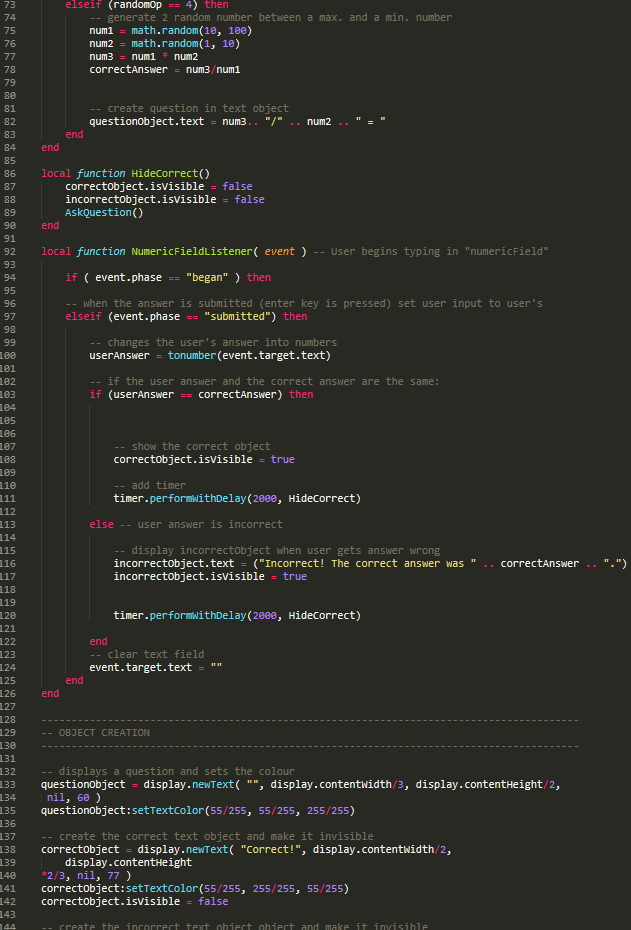 73 elseif (randomOp == 4) then
74 -- generate 2 random number between a max. and a min. number
75 num1 = math.random(10, 100)
76 num2 = math.random(1, 10)
77 num3 = num1 * num2
78 correctAnswer = num3/num1
79
80
81 -- create question in text object
82 questionObject.text = num3.. "/" .. num2 .. " = "
83 end
84 end
85
86 local function HideCorrect()
87 correctObject.isVisible = false
88 incorrectObject.isVisible = false
89 AskQuestion()
90 end
91
92 local function NumericFieldListener( event ) -- User begins typing in "numericField"
93
94 if ( event.phase == "began" ) then
95
96 -- when the answer is submitted (enter key is pressed) set user input to user's
97 elseif (event.phase == "submitted") then
98
99 -- changes the user's answer into numbers
100 userAnswer = tonumber(event.target.text)
101
102 -- if the user answer and the correct answer are the same:
103 if (userAnswer == correctAnswer) then
104
105
106
107 -- show the correct object
108 correctObject.isVisible = true
109
110 -- add timer
111 timer.performWithDelay(2000, HideCorrect)
112
113 else -- user answer is incorrect
114
115 -- display incorrectObject when user gets answer wrong
116 incorrectObject.text = ("Incorrect! The correct answer was " .. correctAnswer .. ".")
117 incorrectObject.isVisible = true
118
119
120 timer.performWithDelay(2000, HideCorrect)
121
122 end
123 -- clear text field
124 event.target.text = ""
125 end
126 end
127
128 -----------------------------------------------------------------------------------------
129 -- OBJECT CREATION
130 -----------------------------------------------------------------------------------------
131
132 -- displays a question and sets the colour
133 questionObject = display.newText( "", display.contentWidth/3, display.contentHeight/2,
134 nil, 60 )
135 questionObject:setTextColor(55/255, 55/255, 255/255)
136
137 -- create the correct text object and make it invisible
138 correctObject = display.newText( "Correct!", display.contentWidth/2,
139 display.contentHeight
140 *2/3, nil, 77 )
141 correctObject:setTextColor(55/255, 255/255, 55/255)
142 correctObject.isVisible = false
143
144 -- create the incorrect text object object and make it invisible